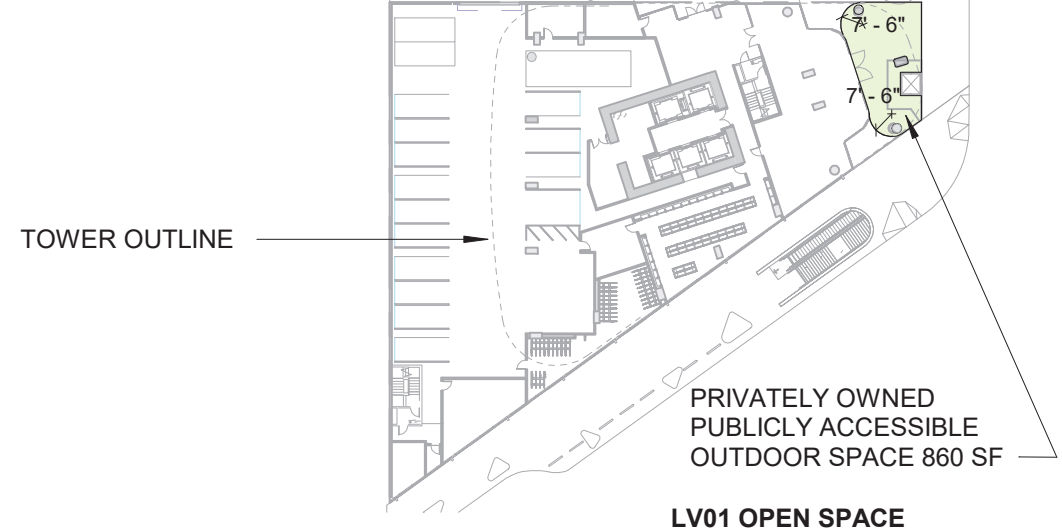 7' - 6"
7' - 6"
TOWER OUTLINE
PRIVATELY OWNED
PUBLICLY ACCESSIBLE
OUTDOOR SPACE 860 SF
LV01 OPEN SPACE